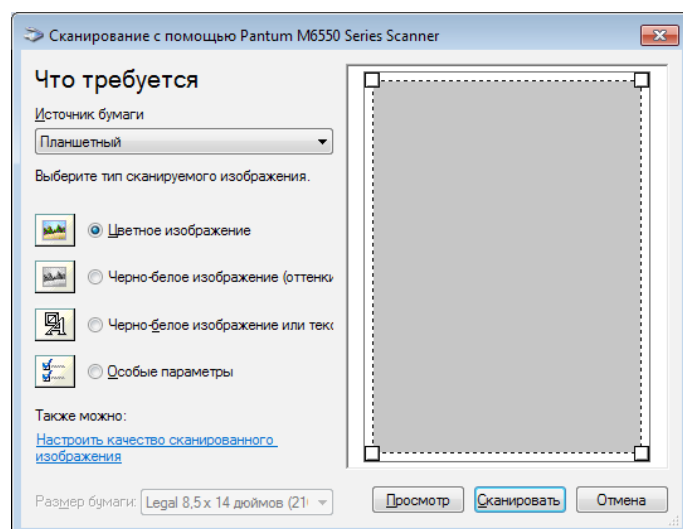 Сканирование с помощью Pantum M6550 Series Scanner
Что требуется
Источник бумаги
Планшетный
Выберите тип сканируемого изображения.
Цветное изображение
Черно-белое изображение (оттенки
Черно-белое изображение или текс
Особые параметры
Также можно:
Настроить качество сканированного
изображения
Размер бумаги: Legal 8,5 x 14 дюймов (21
Просмотр Сканировать Отмена